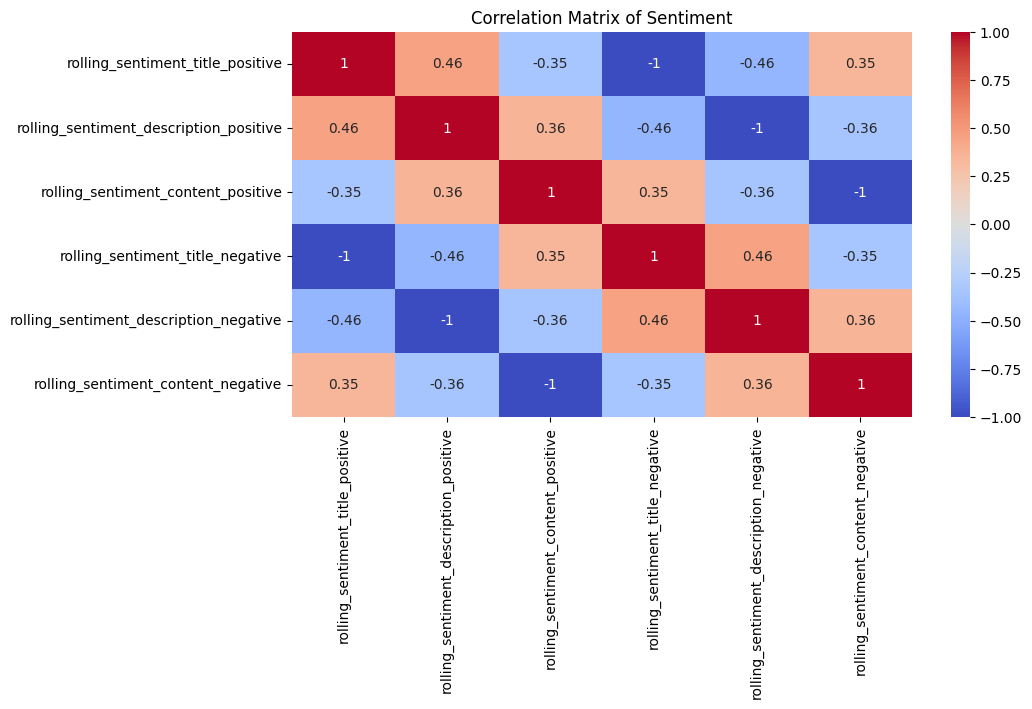 Correlation Matrix of Sentiment
rolling_sentiment_title_positive 1 0.46 -0.35 -1 -0.46 0.35
rolling_sentiment_description_positive 0.46 1 0.36 -0.46 -1 -0.36
rolling_sentiment_content_positive -0.35 0.36 1 0.35 -0.36 -1
rolling_sentiment_title_negative -1 -0.46 0.35 1 0.46 -0.35
rolling_sentiment_description_negative -0.46 -1 -0.36 0.46 1 0.36
rolling_sentiment_content_negative 0.35 -0.36 -1 -0.35 0.36 1
rolling_sentiment_title_positive
rolling_sentiment_description_positive
rolling_sentiment_content_positive
rolling_sentiment_title_negative
rolling_sentiment_description_negative
rolling_sentiment_content_negative
1.00
0.75
0.50
0.25
0.00
−0.25
−0.50
−0.75
−1.00